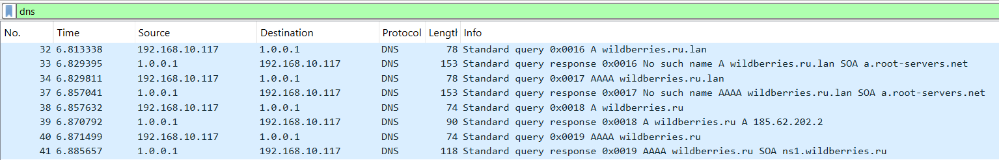 dns
No. Time Source Destination Protocol Length Info
32 6.813338 192.168.10.117 1.0.0.1 DNS 78 Standard query 0x0016 A wildberries.ru.lan
33 6.829395 1.0.0.1 192.168.10.117 DNS 153 Standard query response 0x0016 No such name A wildberries.ru.lan SOA a.root-servers.net
34 6.829811 192.168.10.117 1.0.0.1 DNS 78 Standard query 0x0017 AAAA wildberries.ru.lan
37 6.857041 1.0.0.1 192.168.10.117 DNS 153 Standard query response 0x0017 No such name AAAA wildberries.ru.lan SOA a.root-servers.net
38 6.857632 192.168.10.117 1.0.0.1 DNS 74 Standard query 0x0018 A wildberries.ru
39 6.870792 1.0.0.1 192.168.10.117 DNS 90 Standard query response 0x0018 A wildberries.ru A 185.62.202.2
40 6.871499 192.168.10.117 1.0.0.1 DNS 74 Standard query 0x0019 AAAA wildberries.ru
41 6.885657 1.0.0.1 192.168.10.117 DNS 118 Standard query response 0x0019 AAAA wildberries.ru SOA ns1.wildberries.ru